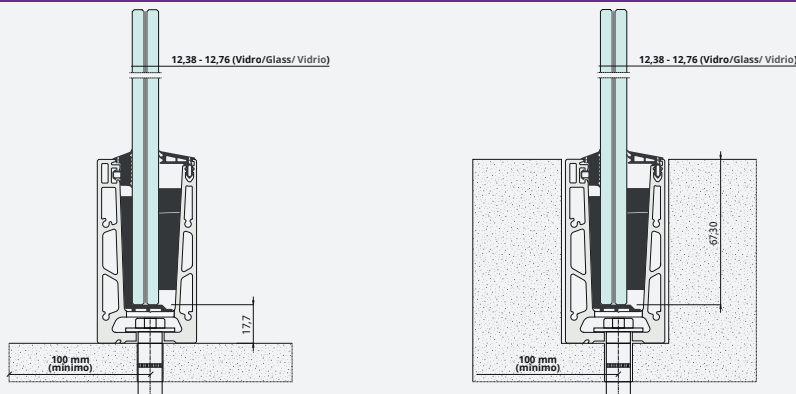 12,38 - 12,76 (Vidro/Glass/ Vidrio)
12,38 - 12,76 (Vidro/Glass/ Vidrio)
67,30
17,7
100 mm
(mínimo)
100 mm
(mínimo)